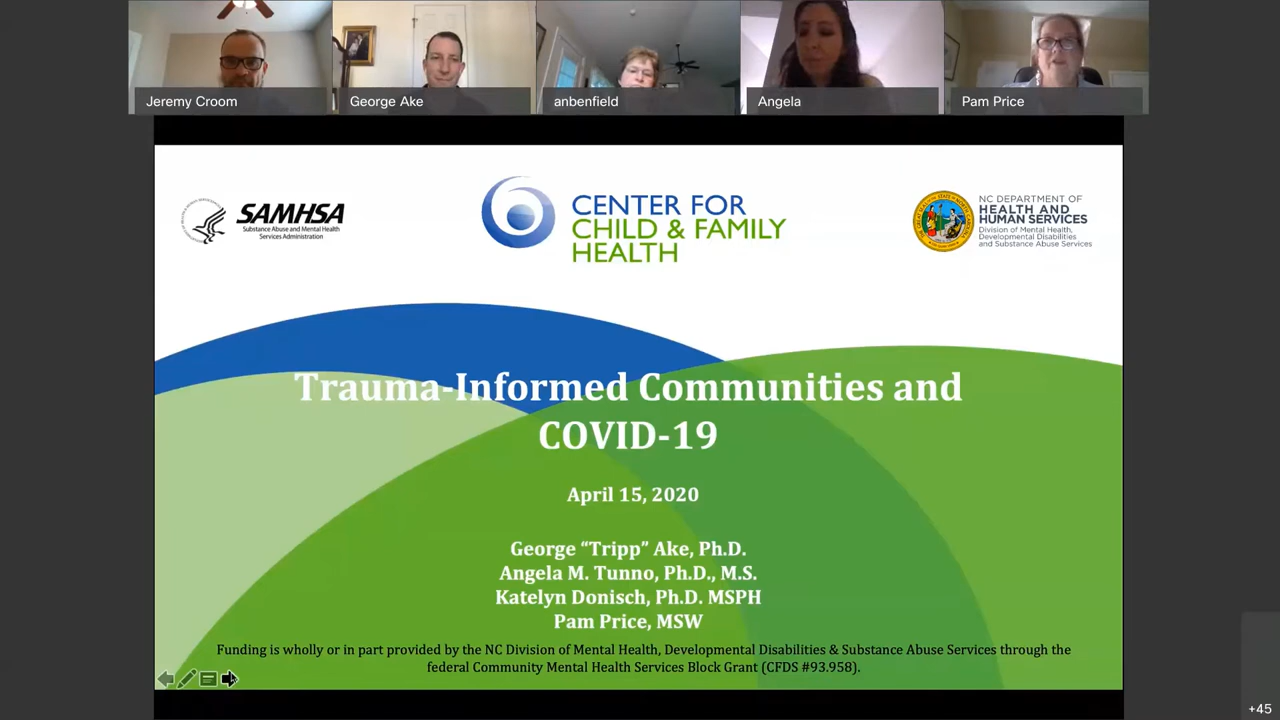 Jeremy Croom
George Ake
anbenfield
Angela
Pam Price
SAMHSA
Substance Abuse and Mental Health
Services Administration
CENTER FOR
CHILD & FAMILY
HEALTH
NC DEPARTMENT OF
HEALTH AND
HUMAN SERVICES
Division of Mental Health,
Developmental Disabilities
and Substance Abuse Services
Trauma-Informed Communities and
COVID-19
April 15, 2020
George “Tripp” Ake, Ph.D.
Angela M. Tunno, Ph.D., M.S.
Katelyn Donisch, Ph.D. MSPH
Pam Price, MSW
Funding is wholly or in part provided by the NC Division of Mental Health, Developmental Disabilities & Substance Abuse Services through the
federal Community Mental Health Services Block Grant (CFDS #93.958).
+45